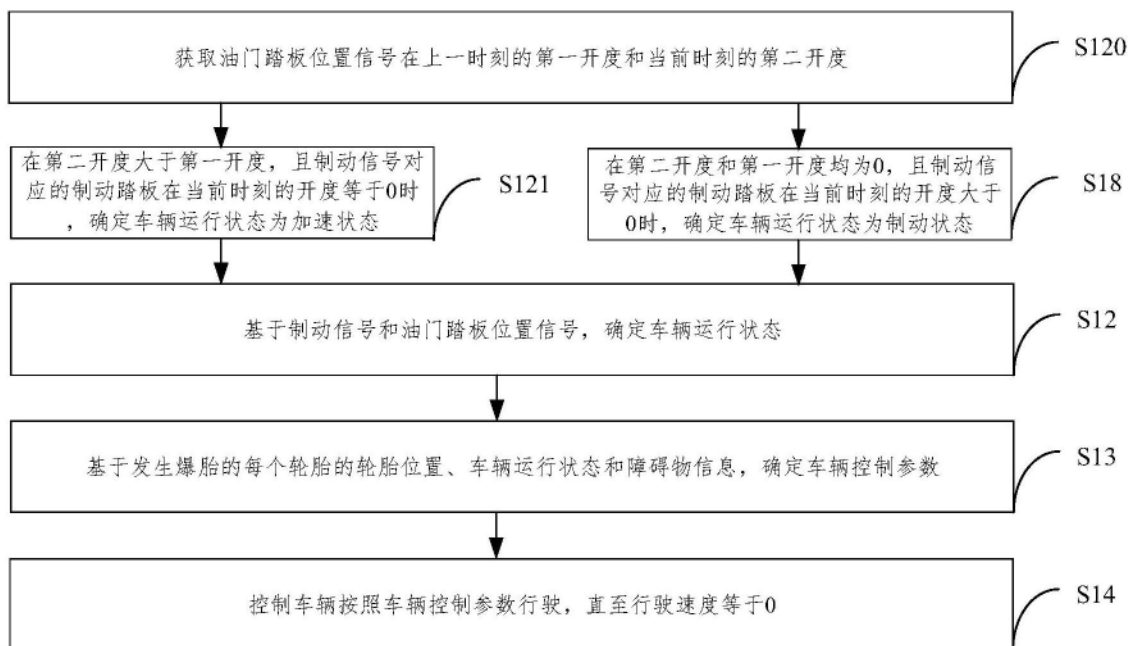 获取油门踏板位置信号在上一时刻的第一开度和当前时刻的第二开度
S120
在第二开度大于第一开度，且制动信号对
应的制动踏板在当前时刻的开度等于0时
，确定车辆运行状态为加速状态
S121
在第二开度和第一开度均为0，且制动信
号对应的制动踏板在当前时刻的开度大于
0时，确定车辆运行状态为制动状态
S18
基于制动信号和油门踏板位置信号，确定车辆运行状态
S12
基于发生爆胎的每个轮胎的轮胎位置、车辆运行状态和障碍物信息，确定车辆控制参数
S13
控制车辆按照车辆控制参数行驶，直至行驶速度等于0
S14